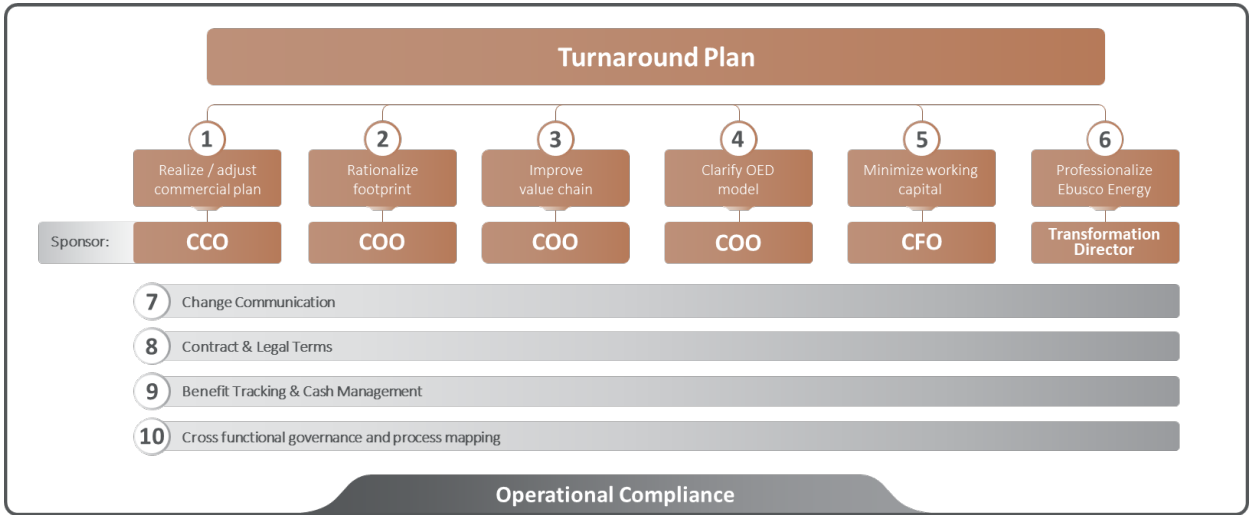 Turnaround Plan
1
2
3
4
5
6
Realize / adjust
commercial plan
Rationalize
footprint
Improve
value chain
Clarify OED
model
Minimize working
capital
Professionalize
Ebusco Energy
Sponsor:
CCO
COO
COO
COO
CFO
Transformation
Director
7 Change Communication
8 Contract & Legal Terms
9 Benefit Tracking & Cash Management
10 Cross functional governance and process mapping
Operational Compliance